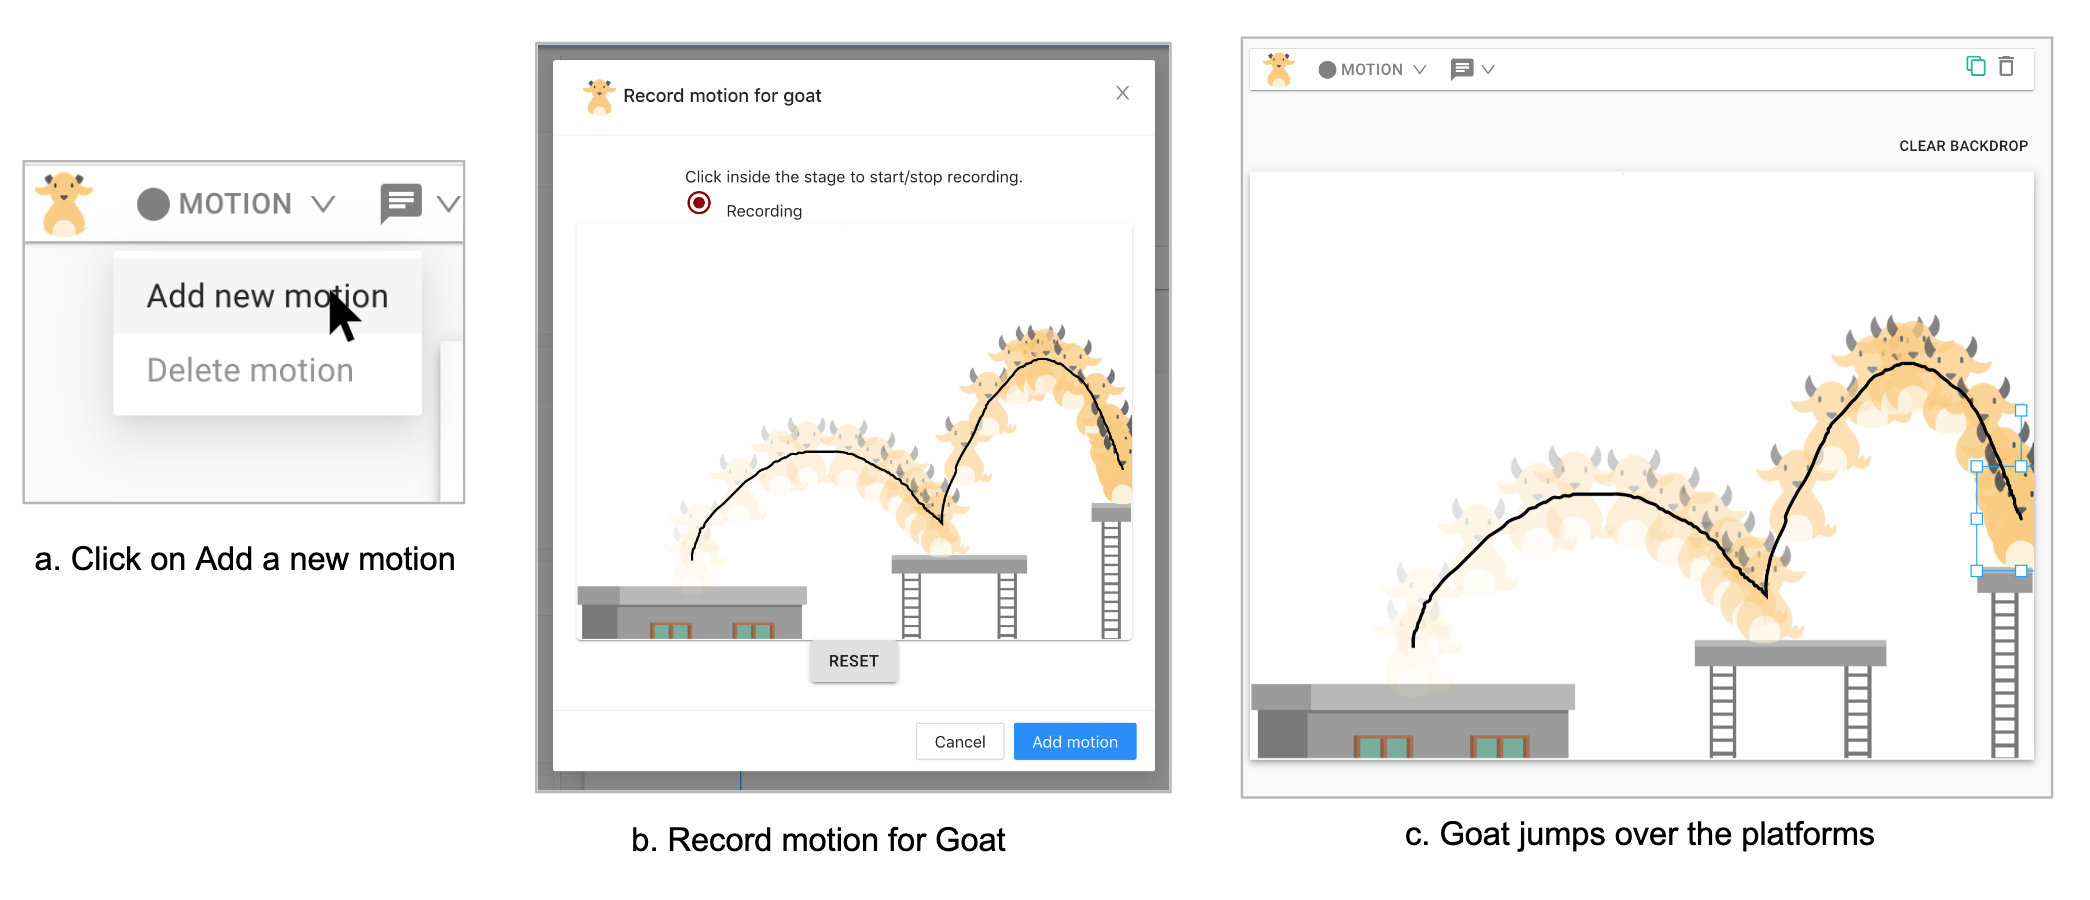 MOTION
Add new motion
Delete motion
a. Click on Add a new motion
Record motion for goat
Click inside the stage to start/stop recording.
Recording
RESET
Cancel
Add motion
b. Record motion for Goat
MOTION
CLEAR BACKDROP
c. Goat jumps over the platforms